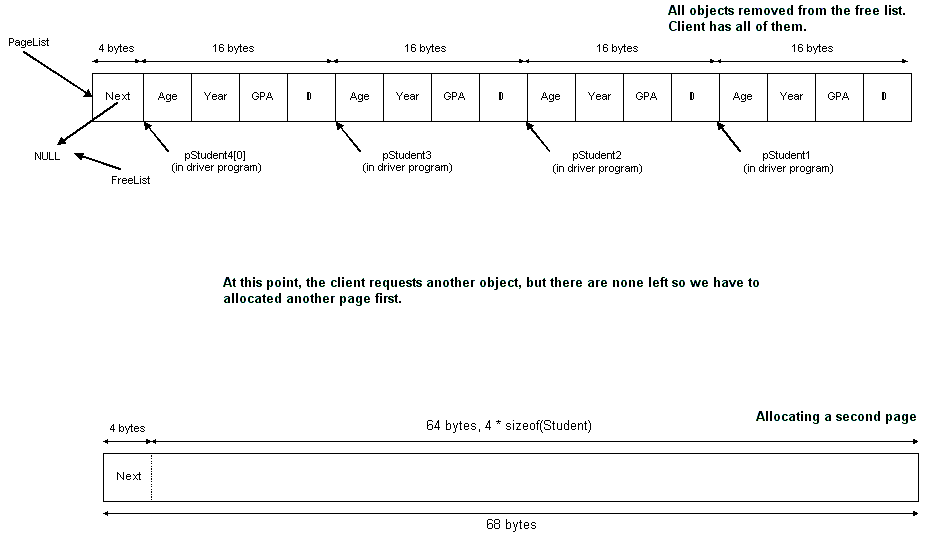 All objects removed from the free list.
Client has all of them.
PageList
4 bytes
16 bytes
16 bytes
16 bytes
16 bytes
Next
Age
Year
GPA
ID
Age
Year
GPA
ID
Age
Year
GPA
ID
Age
Year
GPA
ID
NULL
FreeList
pStudent4[0]
(in driver program)
pStudent3
(in driver program)
pStudent2
(in driver program)
pStudent1
(in driver program)
At this point, the client requests another object, but there are none left so we have to
allocated another page first.
Allocating a second page
4 bytes
64 bytes, 4 * sizeof(Student)
Next
68 bytes